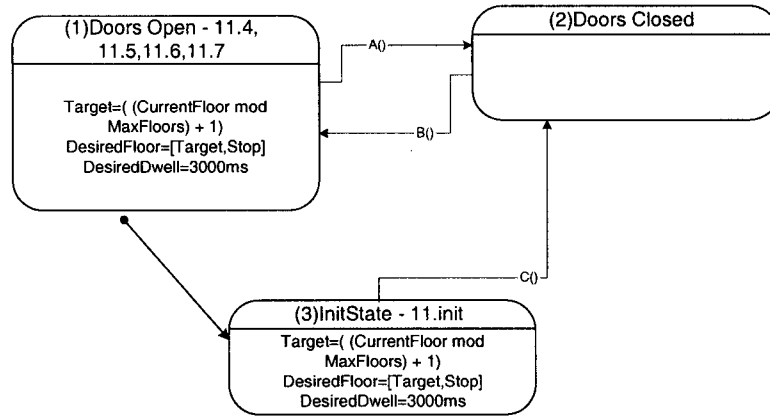 (1)Doors Open - 11.4,
11.5,11.6,11.7
Target=( (CurrentFloor mod
MaxFloors) + 1)
DesiredFloor=[Target,Stop]
DesiredDwell=3000ms
A()
(2)Doors Closed
B()
C()
(3)InitState - 11.init
Target=( (CurrentFloor mod
MaxFloors) + 1)
DesiredFloor=[Target,Stop]
DesiredDwell=3000ms